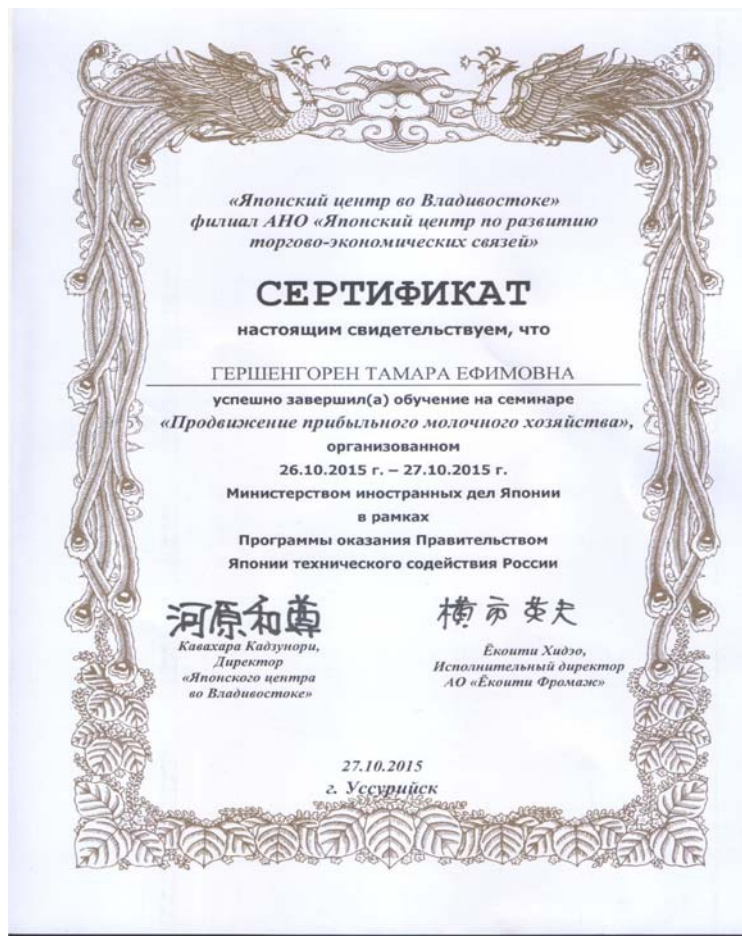 «Японский центр во Владивостоке»
филиал АНО «Японский центр по развитию
торгово-экономических связей»
СЕРТИФИКАТ
настоящим свидетельствуем, что
ГЕРШЕНГОРЕН ТАМАРА ЕФИМОВНА
успешно завершил(а) обучение на семинаре
«Продвижение прибыльного молочного хозяйства»,
организованном
26.10.2015 г. – 27.10.2015 г.
Министерством иностранных дел Японии
в рамках
Программы оказания Правительством
Японии технического содействия России
河原和尊
Кавахара Кадзунори,
Директор
«Японского центра
во Владивостоке»
横市英夫
Ёкоити Хидэо,
Исполнительный директор
АО «Ёкоити Фромаж»
27.10.2015
г. Уссурийск